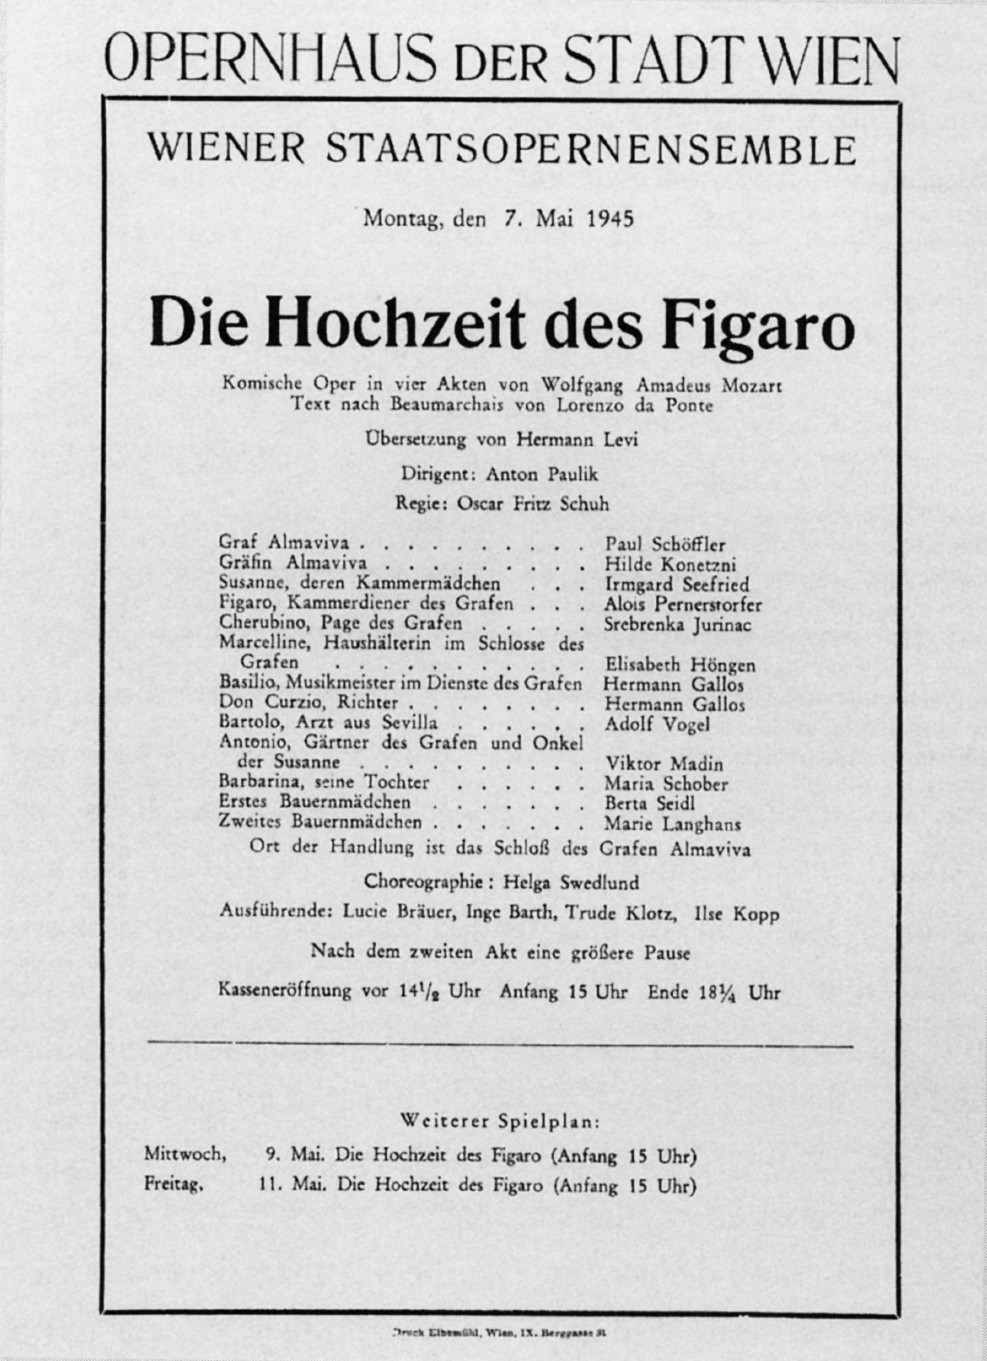 OPERNHAUS DER STADT WIEN
WIENER STAATSOPERNENSEMBLE
Montag, den 7. Mai 1945
Die Hochzeit des Figaro
Komische Oper in vier Akten von Wolfgang Amadeus Mozart
Text nach Beaumarchais von Lorenzo da Ponte
Übersetzung von Hermann Levi
Dirigent: Anton Paulik
Regie: Oscar Fritz Schuh
Graf Almaviva . . . . . . . . . . Paul Schöffler
Gräfin Almaviva . . . . . . . . . Hilde Konetzni
Susanne, deren Kammermädchen . . . Irmgard Seefried
Figaro, Kammerdiener des Grafen . . . Alois Pernerstorfer
Cherubino, Page des Grafen . . . . . Srebrenka Jurinac
Marcelline, Haushälterin im Schlosse des
Grafen . . . . . . . . . . . Elisabeth Höngen
Basilio, Musikmeister im Dienste des Grafen Hermann Gallos
Don Curzio, Richter . . . . . . . . Hermann Gallos
Bartolo, Arzt aus Sevilla . . . . . . Adolf Vogel
Antonio, Gärtner des Grafen und Onkel
der Susanne . . . . . . . . . . Viktor Madin
Barbarina, seine Tochter . . . . . . Maria Schober
Erstes Bauernmädchen . . . . . . . Berta Seidl
Zweites Bauernmädchen . . . . . . . Marie Langhans
Ort der Handlung ist das Schloß des Grafen Almaviva
Choreographie: Helga Swedlund
Ausführende: Lucie Bräuer, Inge Barth, Trude Klotz, Ilse Kopp
Nach dem zweiten Akt eine größere Pause
Kasseneröffnung vor 14½ Uhr Anfang 15 Uhr Ende 18¼ Uhr
Weiterer Spielplan:
Mittwoch, 9. Mai. Die Hochzeit des Figaro (Anfang 15 Uhr)
Freitag, 11. Mai. Die Hochzeit des Figaro (Anfang 15 Uhr)
Druck Elbemühl, Wien, IX. Berggasse 31